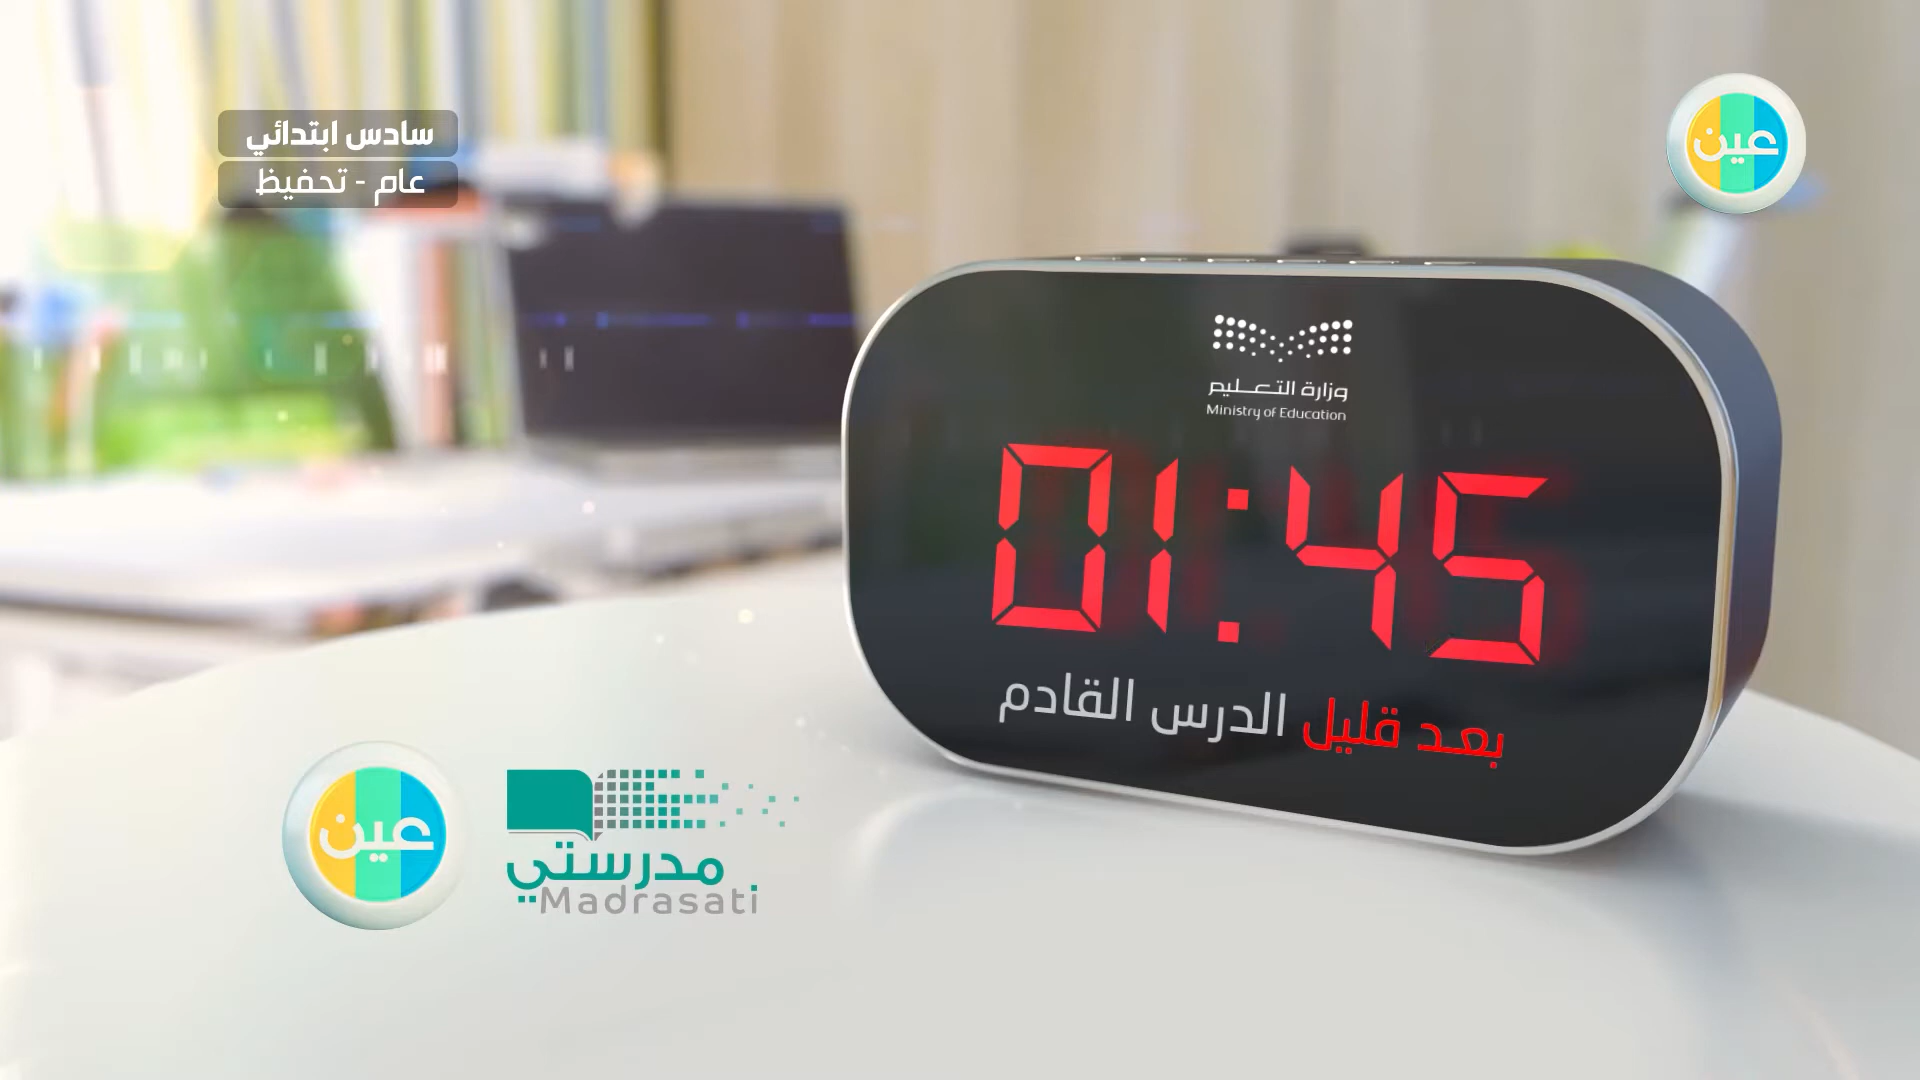 سادس ابتدائي
عام - تحفيظ
عين
وزارة التعليم
Ministry of Education
01:45
بعد قليل الدرس القادم
عين
مدرستي
Madrasati